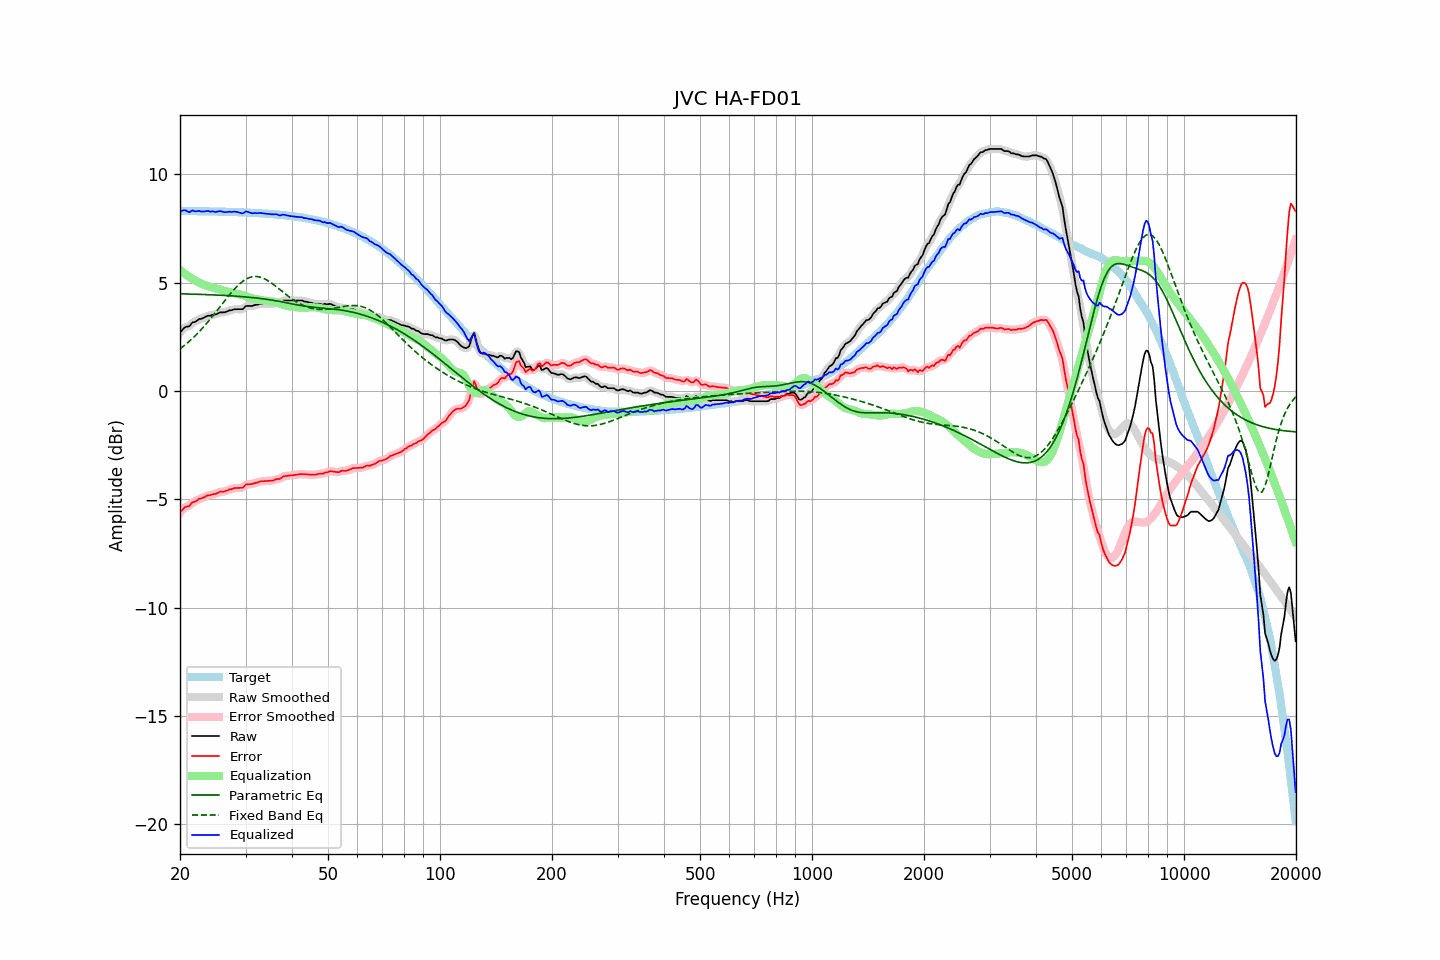 JVC HA-FD01
Amplitude (dBr)
10
5
0
−5
−10
−15
−20
Target
Raw Smoothed
Error Smoothed
Raw
Error
Equalization
Parametric Eq
Fixed Band Eq
Equalized
20 50 100 200 500 1000 2000 5000 10000 20000
Frequency (Hz)